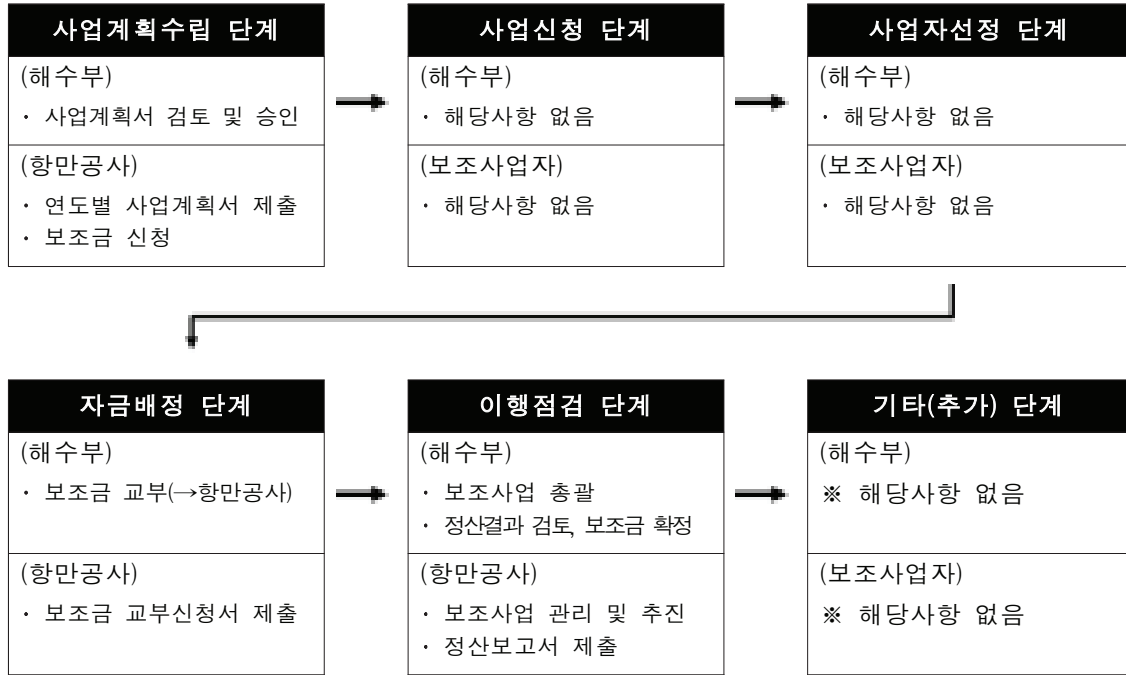 사업계획수립 단계
(해수부)
· 사업계획서 검토 및 승인
(항만공사)
· 연도별 사업계획서 제출
· 보조금 신청
사업신청 단계
(해수부)
· 해당사항 없음
(보조사업자)
· 해당사항 없음
사업자선정 단계
(해수부)
· 해당사항 없음
(보조사업자)
· 해당사항 없음
자금배정 단계
(해수부)
· 보조금 교부(→항만공사)
(항만공사)
· 보조금 교부신청서 제출
이행점검 단계
(해수부)
· 보조사업 총괄
· 정산결과 검토, 보조금 확정
(항만공사)
· 보조사업 관리 및 추진
· 정산보고서 제출
기타(추가) 단계
(해수부)
※ 해당사항 없음
(보조사업자)
※ 해당사항 없음